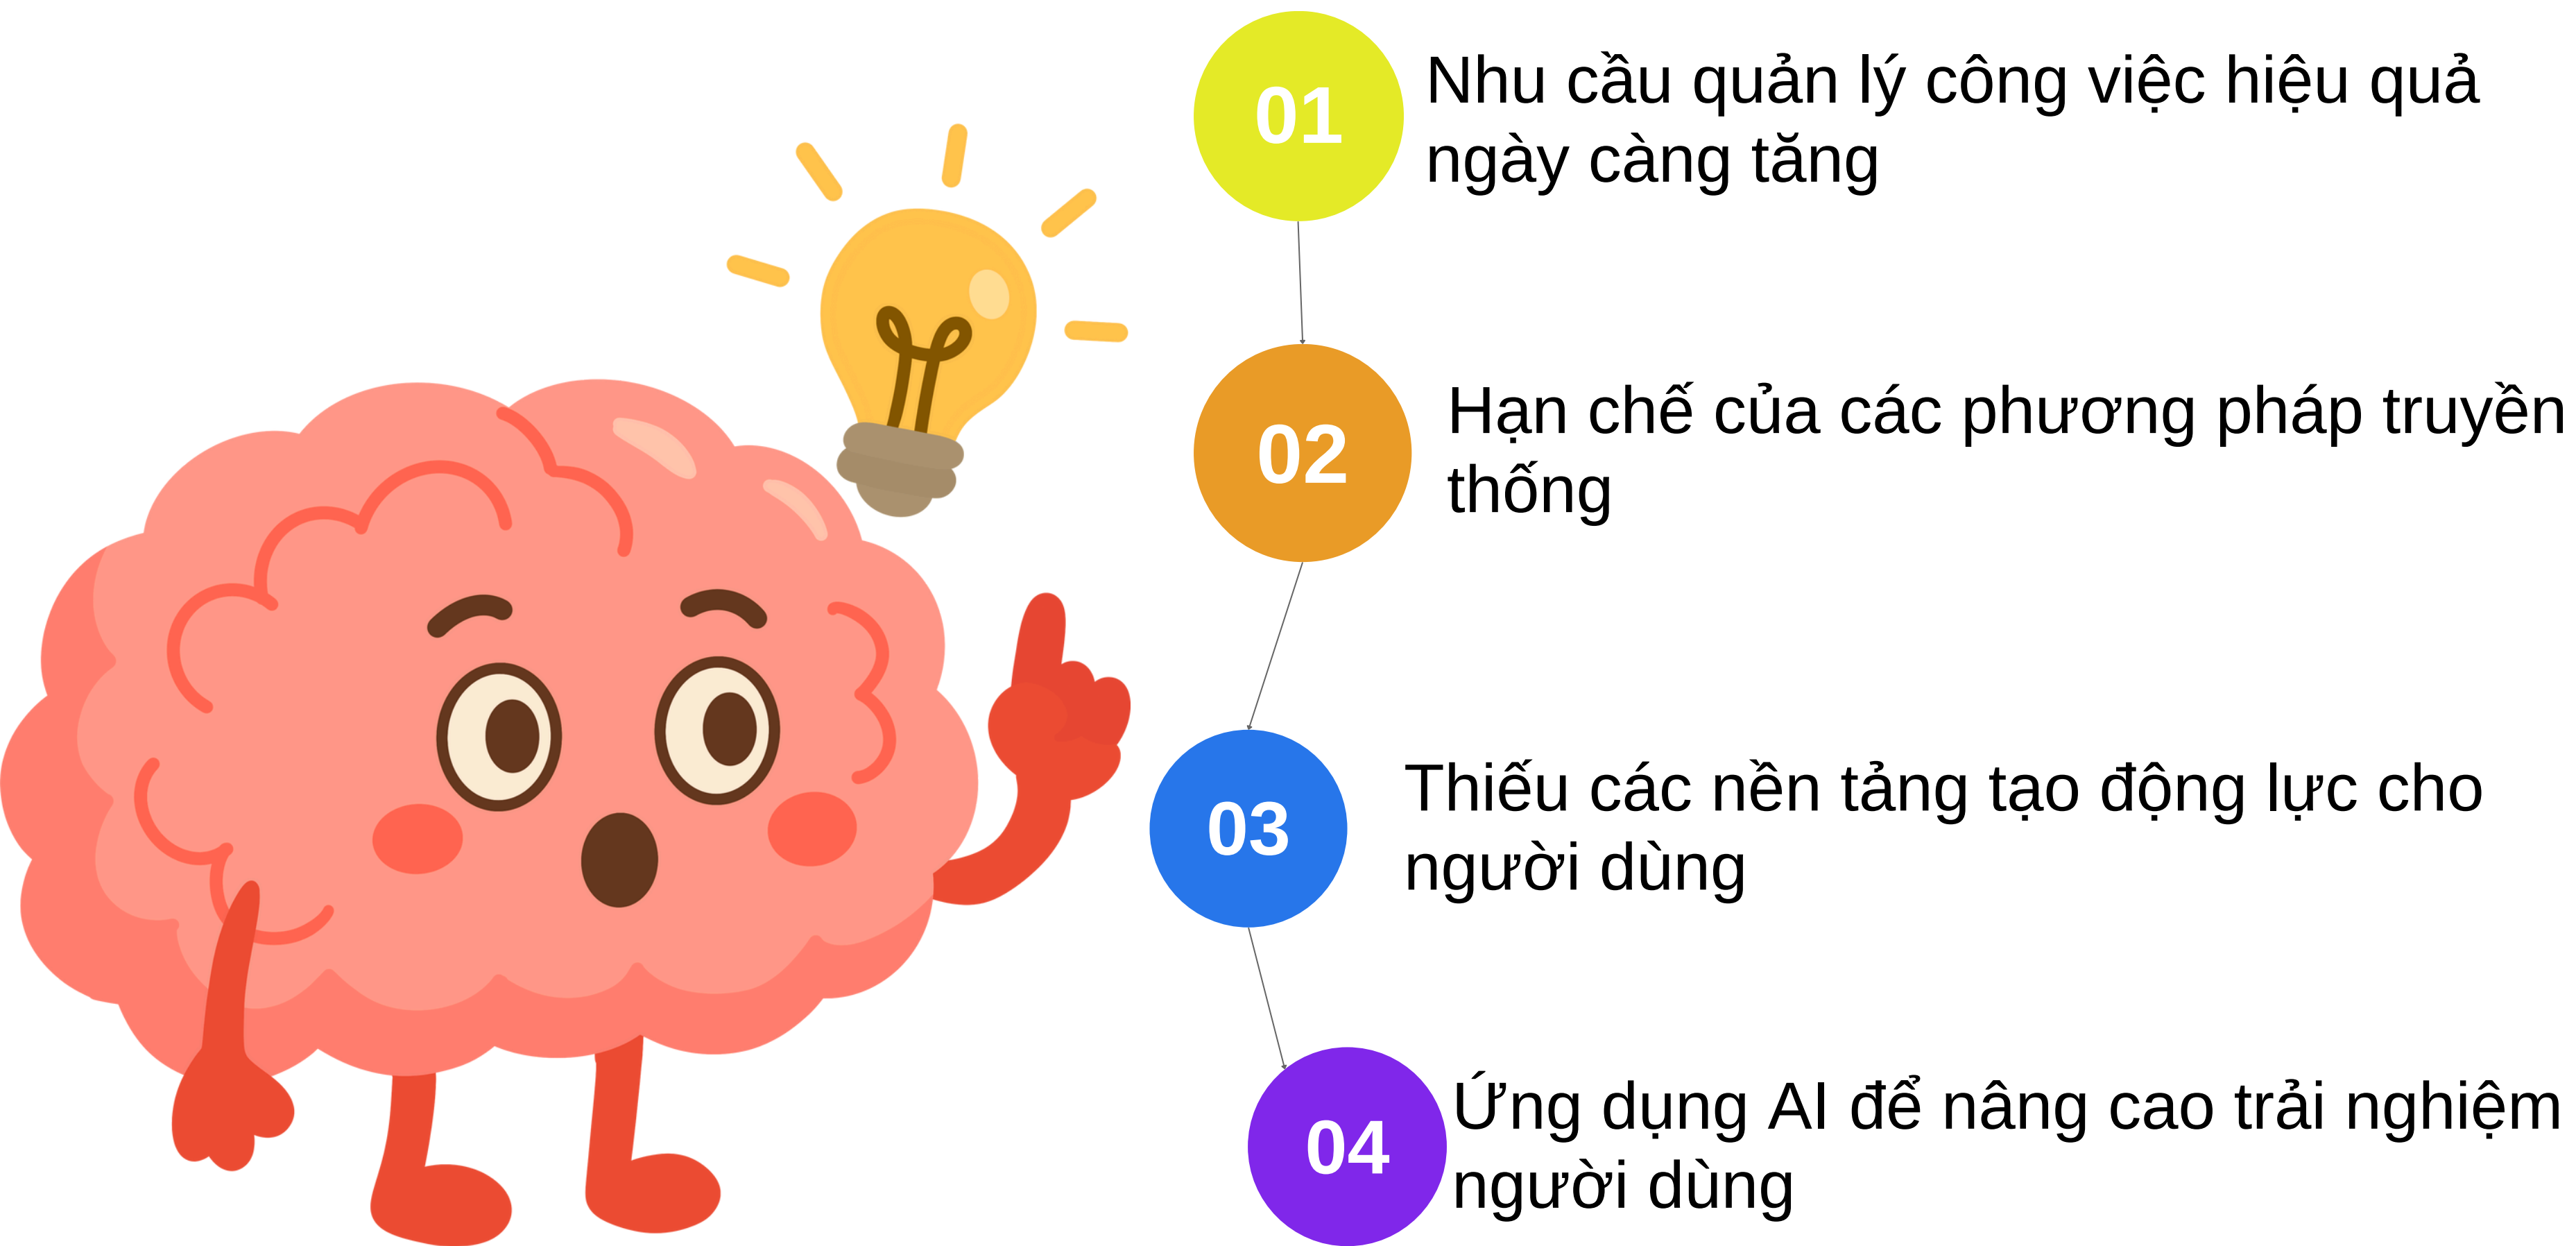 01
Nhu cầu quản lý công việc hiệu quả
ngày càng tăng
02
Hạn chế của các phương pháp truyền
thống
03
Thiếu các nền tảng tạo động lực cho
người dùng
04
Ứng dụng AI để nâng cao trải nghiệm
người dùng